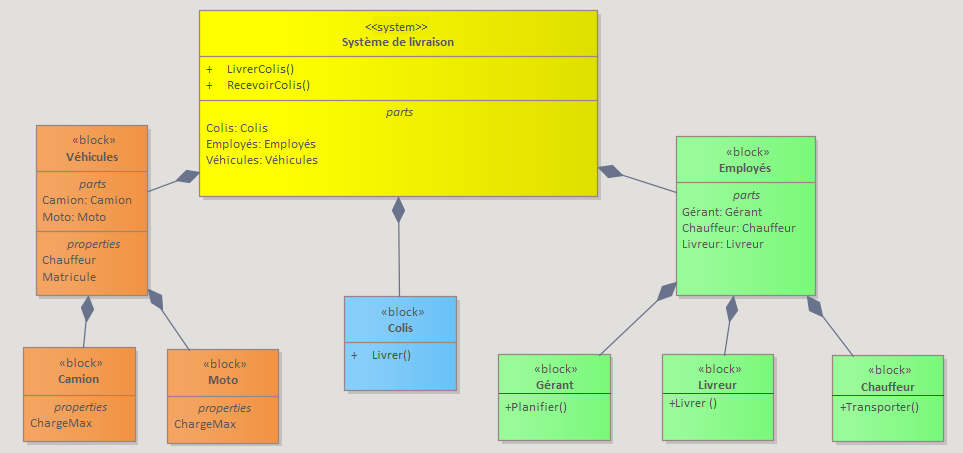 <<system>>
Système de livraison
+ LivrerColis()
+ RecevoirColis()
parts
Colis: Colis
Employés: Employés
Véhicules: Véhicules
«block»
Véhicules
parts
Camion: Camion
Moto: Moto
properties
Chauffeur
Matricule
«block»
Employés
parts
Gérant: Gérant
Chauffeur: Chauffeur
Livreur: Livreur
«block»
Colis
+ Livrer()
«block»
Camion
properties
ChargeMax
«block»
Moto
properties
ChargeMax
«block»
Gérant
+Planifier()
«block»
Livreur
+Livrer ()
«block»
Chauffeur
+Transporter()